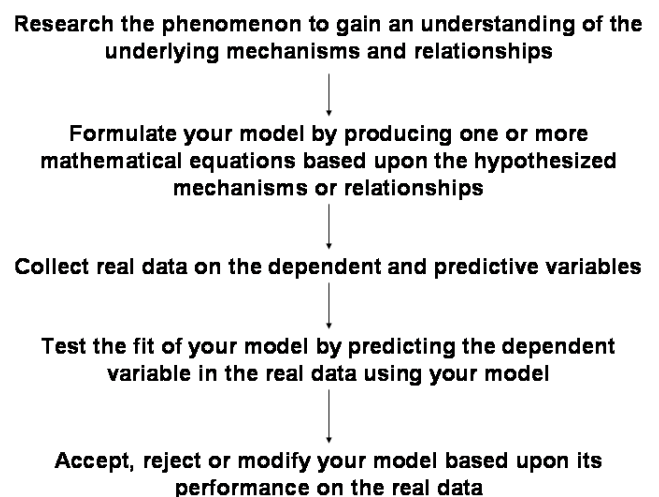 Research the phenomenon to gain an understanding of the
underlying mechanisms and relationships
Formulate your model by producing one or more
mathematical equations based upon the hypothesized
mechanisms or relationships
Collect real data on the dependent and predictive variables
Test the fit of your model by predicting the dependent
variable in the real data using your model
Accept, reject or modify your model based upon its
performance on the real data